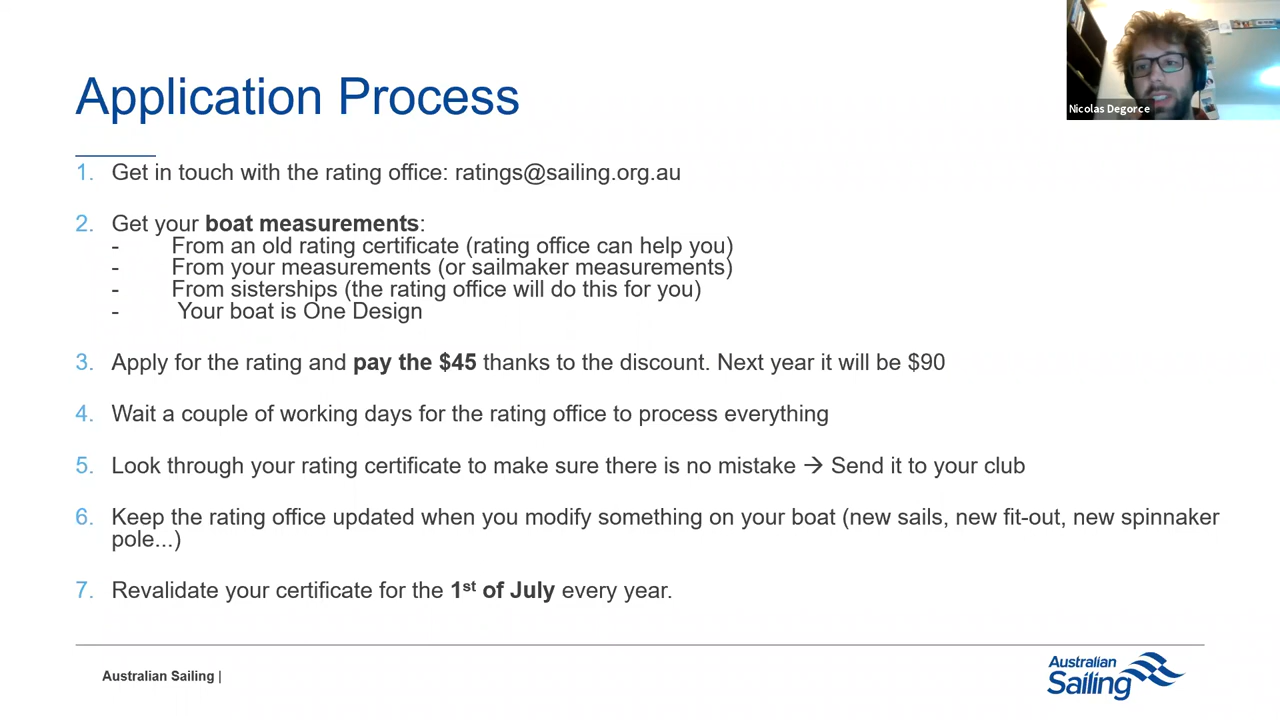 Application Process
Nicolas Degorce
1. Get in touch with the rating office: ratings@sailing.org.au
2. Get your boat measurements:
- From an old rating certificate (rating office can help you)
- From your measurements (or sailmaker measurements)
- From sisterships (the rating office will do this for you)
- Your boat is One Design
3. Apply for the rating and pay the $45 thanks to the discount. Next year it will be $90
4. Wait a couple of working days for the rating office to process everything
5. Look through your rating certificate to make sure there is no mistake → Send it to your club
6. Keep the rating office updated when you modify something on your boat (new sails, new fit-out, new spinnaker
pole...)
7. Revalidate your certificate for the 1st of July every year.
Australian Sailing |
Australian
Sailing